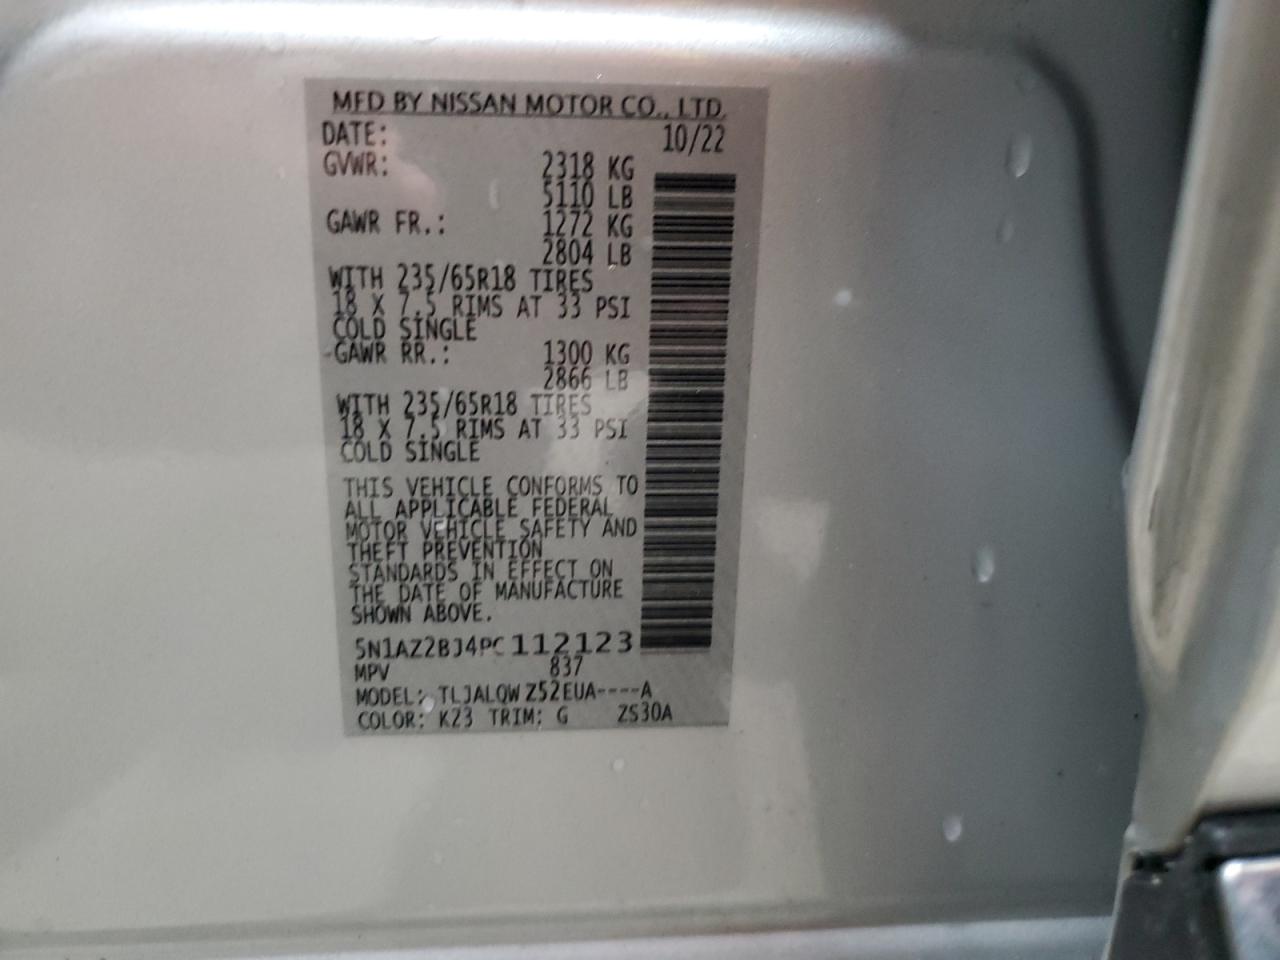 MFD BY NISSAN MOTOR CO., LTD.
DATE: 10/22
GVWR: 2318 KG
5110 LB
GAWR FR.: 1272 KG
2804 LB
WITH 235/65R18 TIRES
18 X 7.5 RIMS AT 33 PSI
COLD SINGLE
GAWR RR.: 1300 KG
2866 LB
WITH 235/65R18 TIRES
18 X 7.5 RIMS AT 33 PSI
COLD SINGLE
THIS VEHICLE CONFORMS TO
ALL APPLICABLE FEDERAL
MOTOR VEHICLE SAFETY AND
THEFT PREVENTION
STANDARDS IN EFFECT ON
THE DATE OF MANUFACTURE
SHOWN ABOVE.
5N1AZ2BJ4PC112123
MPV 837
MODEL: TLJALQW Z52EUA----A
COLOR: K23 TRIM: G ZS30A